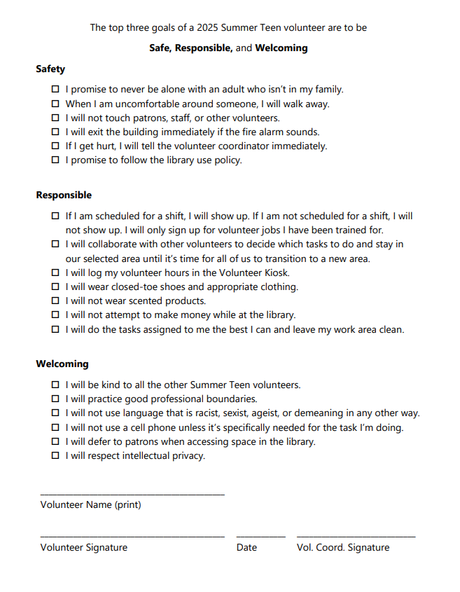 The top three goals of a 2025 Summer Teen volunteer are to be
Safe, Responsible, and Welcoming
Safety
☐ I promise to never be alone with an adult who isn't in my family.
☐ When I am uncomfortable around someone, I will walk away.
☐ I will not touch patrons, staff, or other volunteers.
☐ I will exit the building immediately if the fire alarm sounds.
☐ If I get hurt, I will tell the volunteer coordinator immediately.
☐ I promise to follow the library use policy.
Responsible
☐ If I am scheduled for a shift, I will show up. If I am not scheduled for a shift, I will
not show up. I will only sign up for volunteer jobs I have been trained for.
☐ I will collaborate with other volunteers to decide which tasks to do and stay in
our selected area until it's time for all of us to transition to a new area.
☐ I will log my volunteer hours in the Volunteer Kiosk.
☐ I will wear closed-toe shoes and appropriate clothing.
☐ I will not wear scented products.
☐ I will not attempt to make money while at the library.
☐ I will do the tasks assigned to me the best I can and leave my work area clean.
Welcoming
☐ I will be kind to all the other Summer Teen volunteers.
☐ I will practice good professional boundaries.
☐ I will not use language that is racist, sexist, ageist, or demeaning in any other way.
☐ I will not use a cell phone unless it's specifically needed for the task I'm doing.
☐ I will defer to patrons when accessing space in the library.
☐ I will respect intellectual privacy.
Volunteer Name (print)
Volunteer Signature Date Vol. Coord. Signature